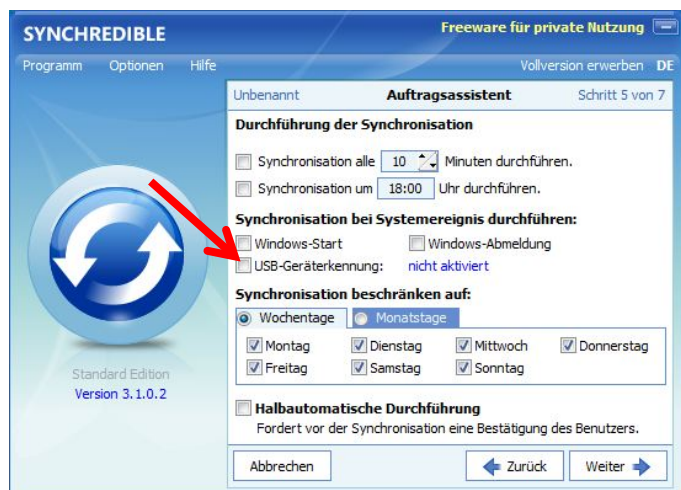 SYNCHREDIBLE
Freeware für private Nutzung
Programm Optionen Hilfe
Vollversion erwerben DE
Unbenannt Auftragsassistent Schritt 5 von 7
Durchführung der Synchronisation
Synchronisation alle 10 Minuten durchführen.
Synchronisation um 18:00 Uhr durchführen.
Synchronisation bei Systemereignis durchführen:
Windows-Start Windows-Abmeldung
USB-Geräterkennung: nicht aktiviert
Synchronisation beschränken auf:
Wochentage Monatstage
Montag Dienstag Mittwoch Donnerstag
Freitag Samstag Sonntag
Standard Edition
Version 3.1.0.2
Halbautomatische Durchführung
Fordert vor der Synchronisation eine Bestätigung des Benutzers.
Abbrechen Zurück Weiter